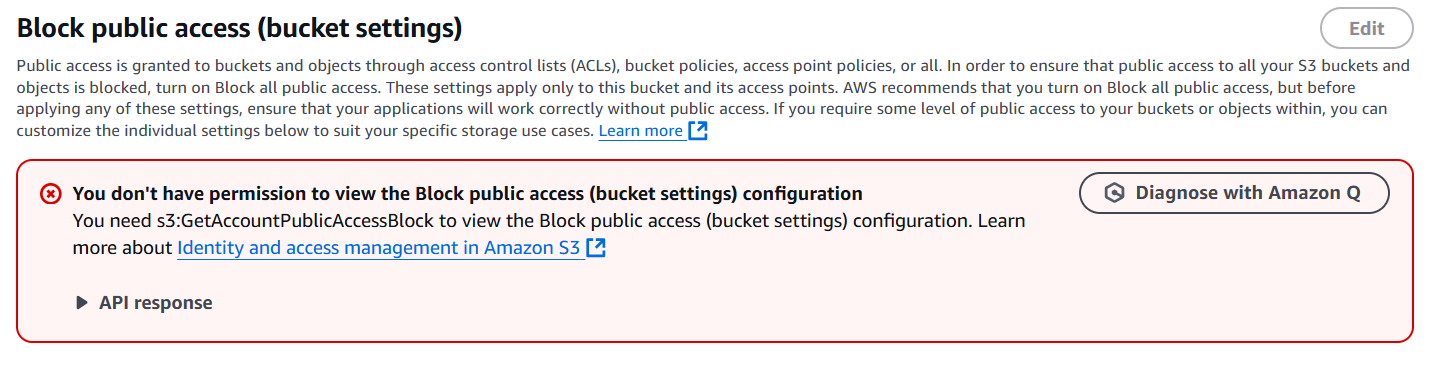 Block public access (bucket settings)
Edit
Public access is granted to buckets and objects through access control lists (ACLs), bucket policies, access point policies, or all. In order to ensure that public access to all your S3 buckets and
objects is blocked, turn on Block all public access. These settings apply only to this bucket and its access points. AWS recommends that you turn on Block all public access, but before
applying any of these settings, ensure that your applications will work correctly without public access. If you require some level of public access to your buckets or objects within, you can
customize the individual settings below to suit your specific storage use cases. Learn more
You don't have permission to view the Block public access (bucket settings) configuration
Diagnose with Amazon Q
You need s3:GetAccountPublicAccessBlock to view the Block public access (bucket settings) configuration. Learn
more about Identity and access management in Amazon S3
API response